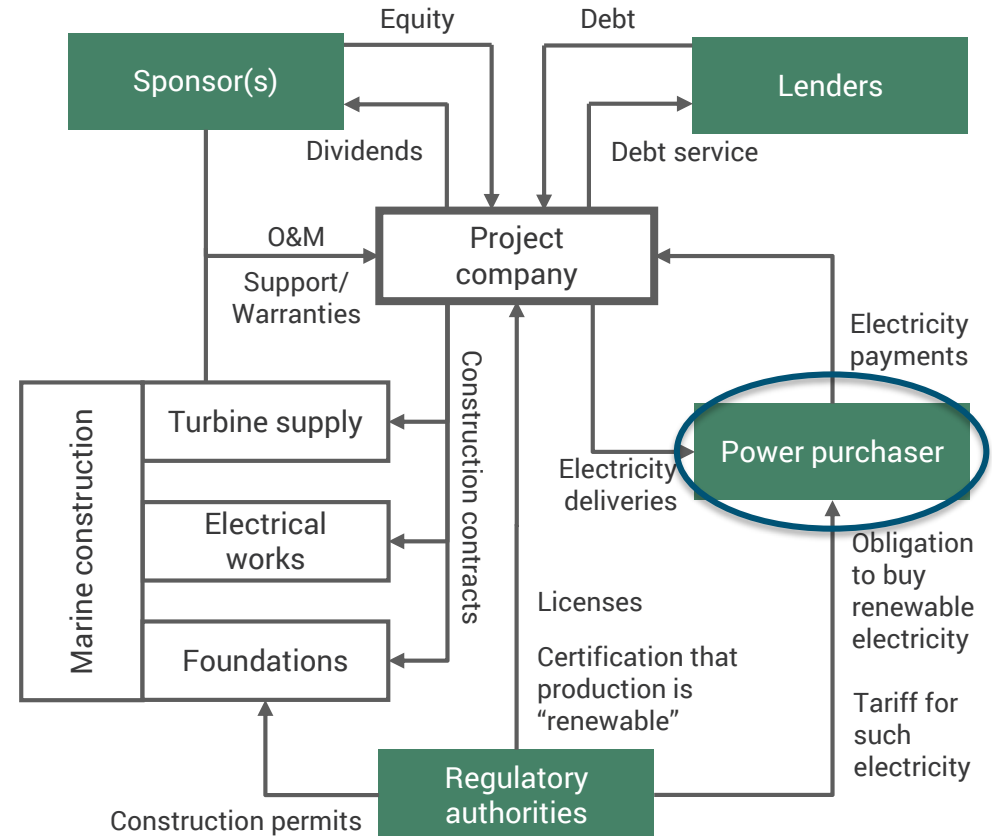 Equity
Debt
Sponsor(s)
Lenders
Dividends
Debt service
O&M
Support/
Warranties
Project
company
Electricity
payments
Construction contracts
Marine construction
Turbine supply
Power purchaser
Electricity
deliveries
Electrical
works
Obligation
to buy
renewable
electricity
Licenses
Foundations
Certification that
production is
“renewable”
Tariff for
such
electricity
Regulatory
authorities
Construction permits